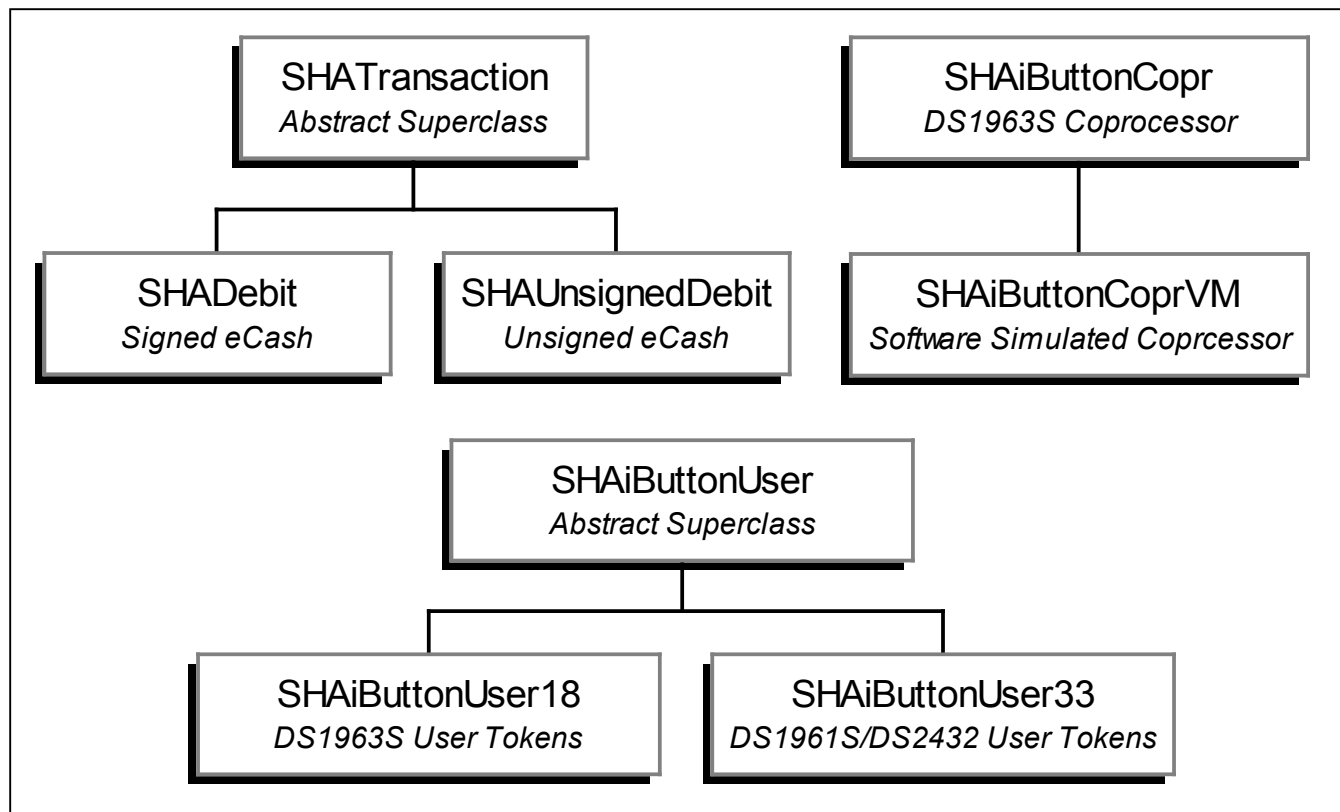 SHATransaction
Abstract Superclass
SHAiButtonCopr
DS1963S Coprocessor
SHADebit
Signed eCash
SHAUnsignedDebit
Unsigned eCash
SHAiButtonCoprVM
Software Simulated Coprcessor
SHAiButtonUser
Abstract Superclass
SHAiButtonUser18
DS1963S User Tokens
SHAiButtonUser33
DS1961S/DS2432 User Tokens